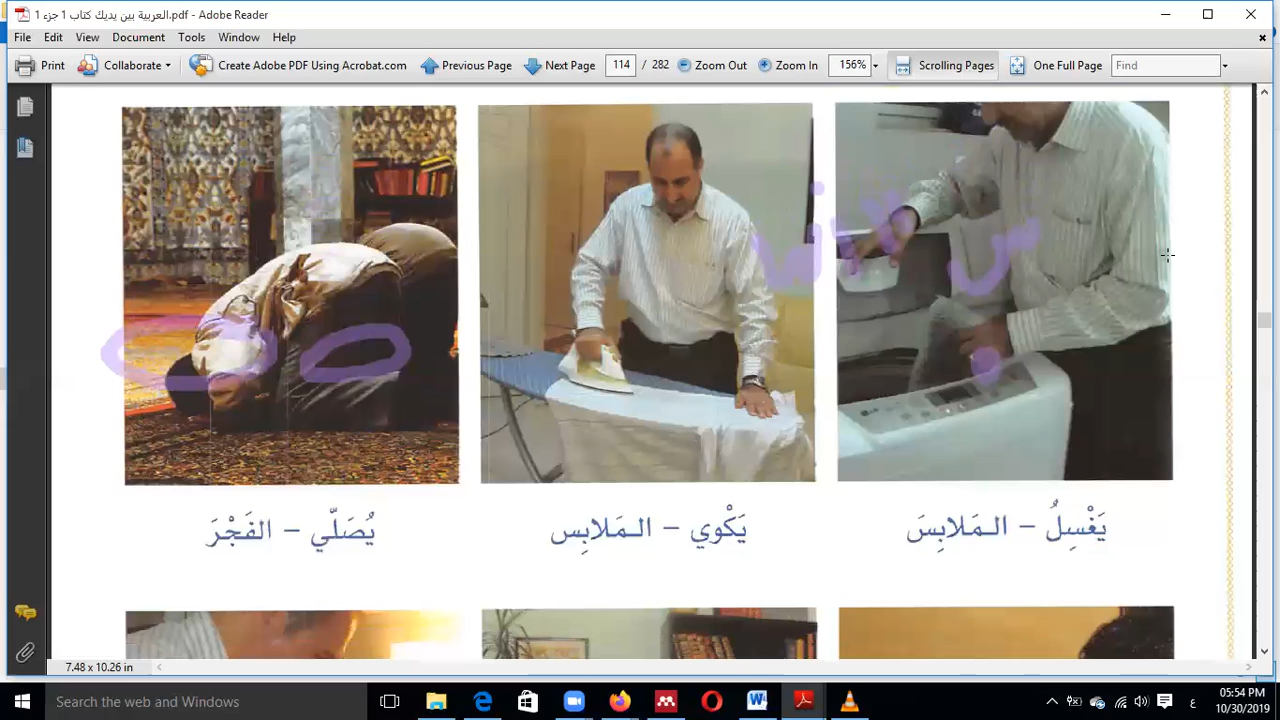 العربية بين يديك كتاب 1 جزء 1.pdf - Adobe Reader
File Edit View Document Tools Window Help
Print Collaborate Create Adobe PDF Using Acrobat.com Previous Page Next Page 114 / 282 Zoom Out Zoom In 156% Scrolling Pages One Full Page Find
يَغْسِلُ – الـمَلابِسَ
يَكْوي – الـمَلابِس
يُصَلّي – الفَجْرَ
7.48 x 10.26 in
Search the web and Windows
ع
05:54 PM
10/30/2019